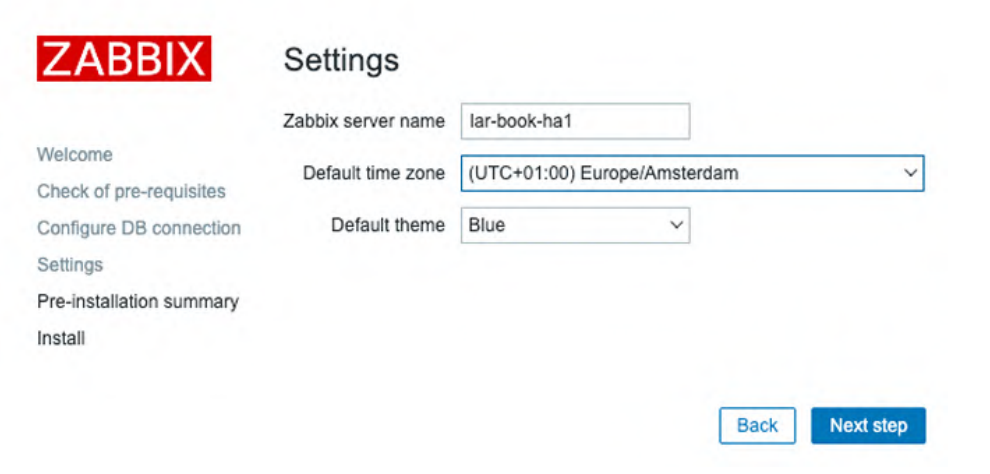 ZABBIX
Settings
Zabbix server name lar-book-ha1
Default time zone (UTC+01:00) Europe/Amsterdam
Default theme Blue
Welcome
Check of pre-requisites
Configure DB connection
Settings
Pre-installation summary
Install
Back Next step